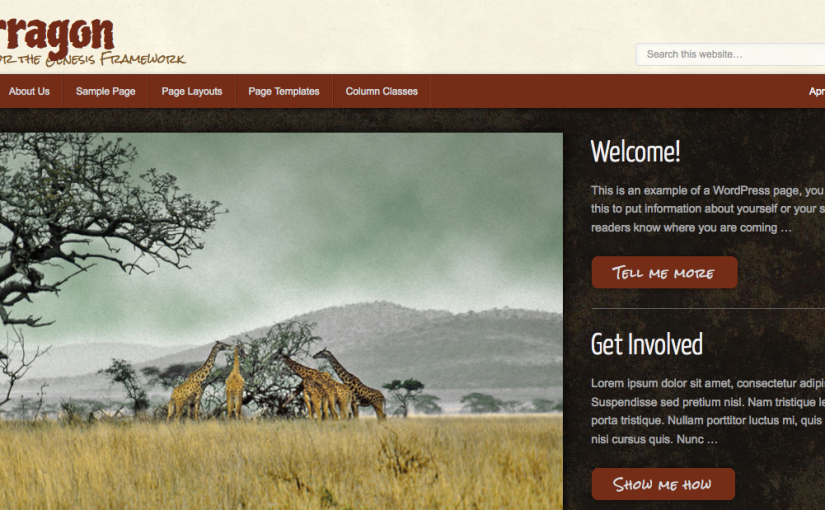 rragon
or the Genesis Framework
Search this website...
About Us
Sample Page
Page Layouts
Page Templates
Column Classes
Apr
Welcome!
This is an example of a WordPress page, you
this to put information about yourself or your s
readers know where you are coming ...
Tell me more
Get Involved
Lorem ipsum dolor sit amet, consectetur adipi
Suspendisse sed pretium nisl. Nam tristique le
porta tristique. Nullam porttitor luctus mi, quis
nisi cursus quis. Nunc ...
Show me how